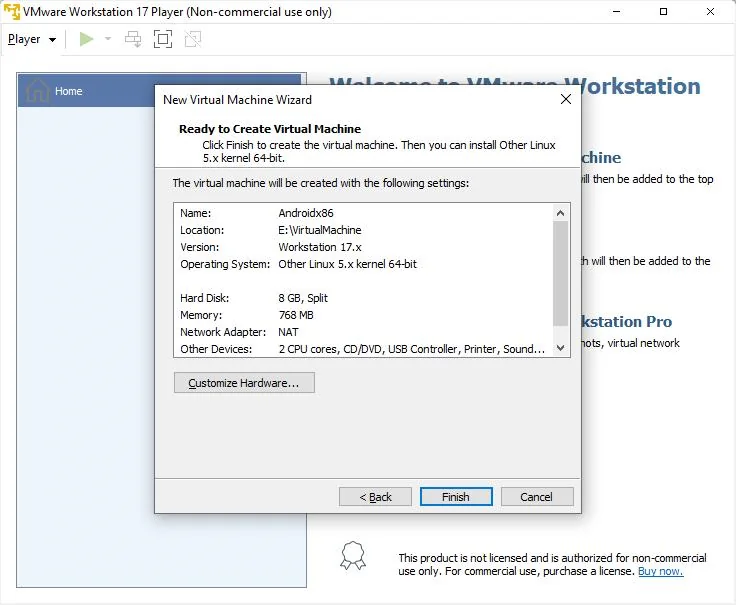 VMware Workstation 17 Player (Non-commercial use only)
Player
Home
Welcome to VMware Workstation
New Virtual Machine Wizard
Ready to Create Virtual Machine
Click Finish to create the virtual machine. Then you can install Other Linux
5.x kernel 64-bit.
The virtual machine will be created with the following settings:
Name: Androidx86
Location: E:\VirtualMachine
Version: Workstation 17.x
Operating System: Other Linux 5.x kernel 64-bit
Hard Disk: 8 GB, Split
Memory: 768 MB
Network Adapter: NAT
Other Devices: 2 CPU cores, CD/DVD, USB Controller, Printer, Sound...
Customize Hardware...
< Back
Finish
Cancel
will then be added to the top
will then be added to the
Pro
virtual network
This product is not licensed and is authorized for non-commercial
use only. For commercial use, purchase a license. Buy now.